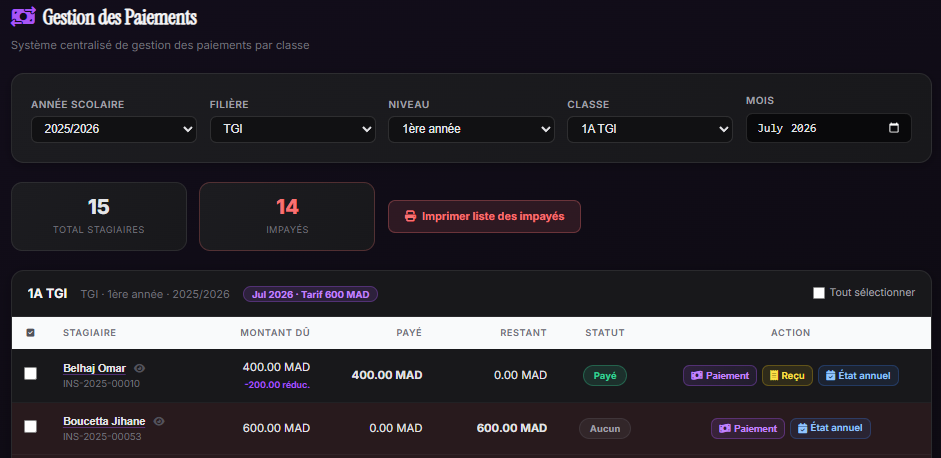 Gestion des Paiements
Système centralisé de gestion des paiements par classe
ANNÉE SCOLAIRE FILIÈRE NIVEAU CLASSE MOIS
2025/2026 TGI 1ère année 1A TGI July 2026
15 14
TOTAL STAGIAIRES IMPAYÉS
Imprimer liste des impayés
1A TGI TGI · 1ère année · 2025/2026 Jul 2026 · Tarif 600 MAD Tout sélectionner
STAGIAIRE MONTANT DÛ PAYÉ RESTANT STATUT ACTION
Belhaj Omar 400.00 MAD 400.00 MAD 0.00 MAD Payé Paiement Reçu État annuel
INS-2025-00010 -200.00 réduc.
Boucetta Jihane 600.00 MAD 0.00 MAD 600.00 MAD Aucun Paiement État annuel
INS-2025-00053